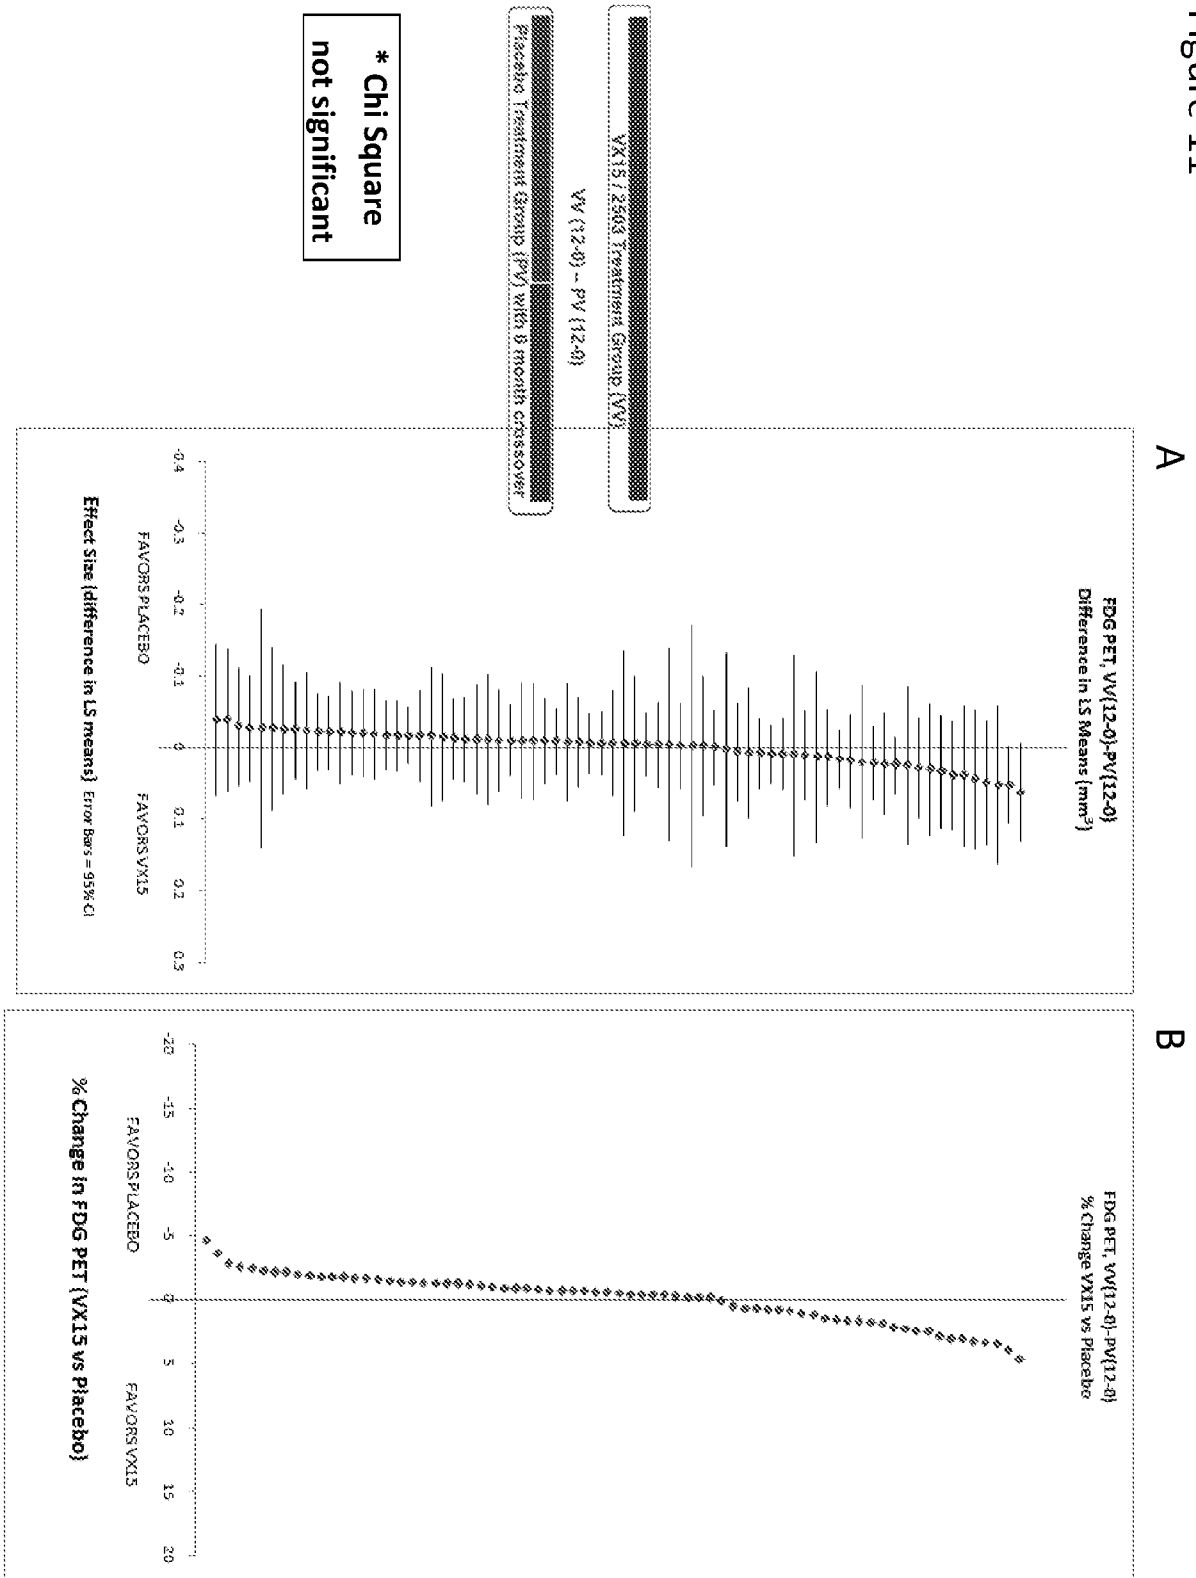 Figure 11
VX15 / 2503 Treatment Group (VV)
VV (12-0) -- PV (12-0)
Placebo Treatment Group (PV) with 6 month crossover
* Chi Square
not significant
A
FDG PET, VV(12-0)-PV(12-0)
Difference in LS Means (mm³)
-0.4 -0.3 -0.2 -0.1 0 0.1 0.2 0.3
FAVORS PLACEBO FAVORS VX15
Effect Size (difference in LS means) Error Bars = 95% CI
B
FDG PET, VV(12-0)-PV(12-0)
% Change VX15 vs Placebo
-20 -15 -10 -5 0 5 10 15 20
FAVORS PLACEBO FAVORS VX15
% Change in FDG PET (VX15 vs Placebo)